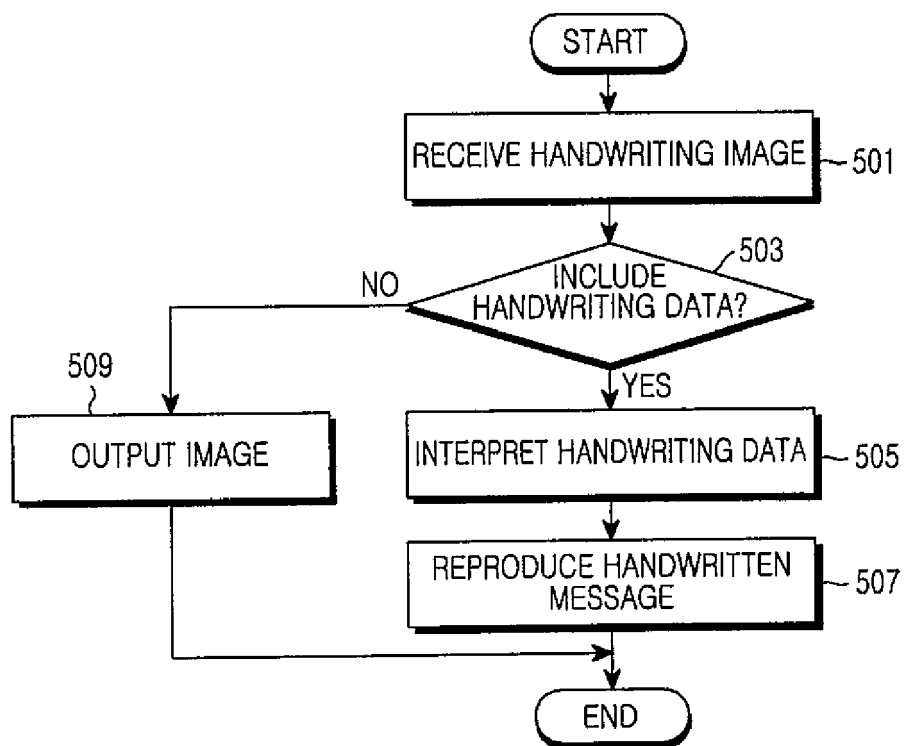 START
RECEIVE HANDWRITING IMAGE
501
503
INCLUDE
HANDWRITING DATA?
NO
YES
509
OUTPUT IMAGE
INTERPRET HANDWRITING DATA
505
REPRODUCE HANDWRITTEN
MESSAGE
507
END